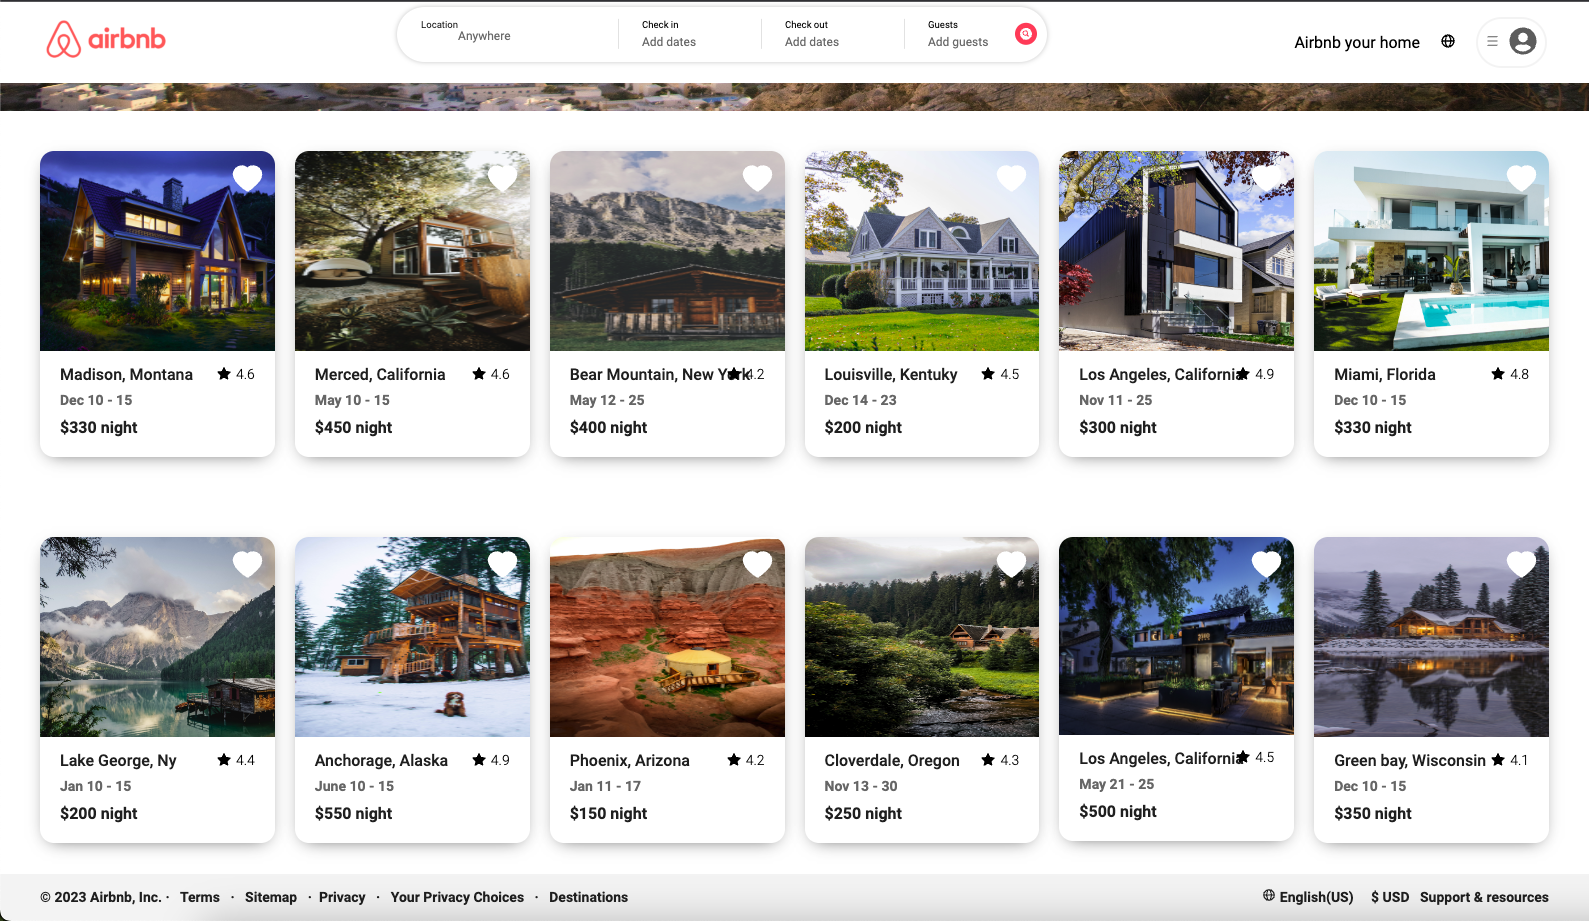 airbnb
Location
Anywhere
Check in
Add dates
Check out
Add dates
Guests
Add guests
Airbnb your home
Madison, Montana 4.6
Dec 10 - 15
$330 night
Merced, California 4.6
May 10 - 15
$450 night
Bear Mountain, New York 4.2
May 12 - 25
$400 night
Louisville, Kentuky 4.5
Dec 14 - 23
$200 night
Los Angeles, California 4.9
Nov 11 - 25
$300 night
Miami, Florida 4.8
Dec 10 - 15
$330 night
Lake George, Ny 4.4
Jan 10 - 15
$200 night
Anchorage, Alaska 4.9
June 10 - 15
$550 night
Phoenix, Arizona 4.2
Jan 11 - 17
$150 night
Cloverdale, Oregon 4.3
Nov 13 - 30
$250 night
Los Angeles, California 4.5
May 21 - 25
$500 night
Green bay, Wisconsin 4.1
Dec 10 - 15
$350 night
© 2023 Airbnb, Inc. · Terms · Sitemap · Privacy · Your Privacy Choices · Destinations English(US) $ USD Support & resources